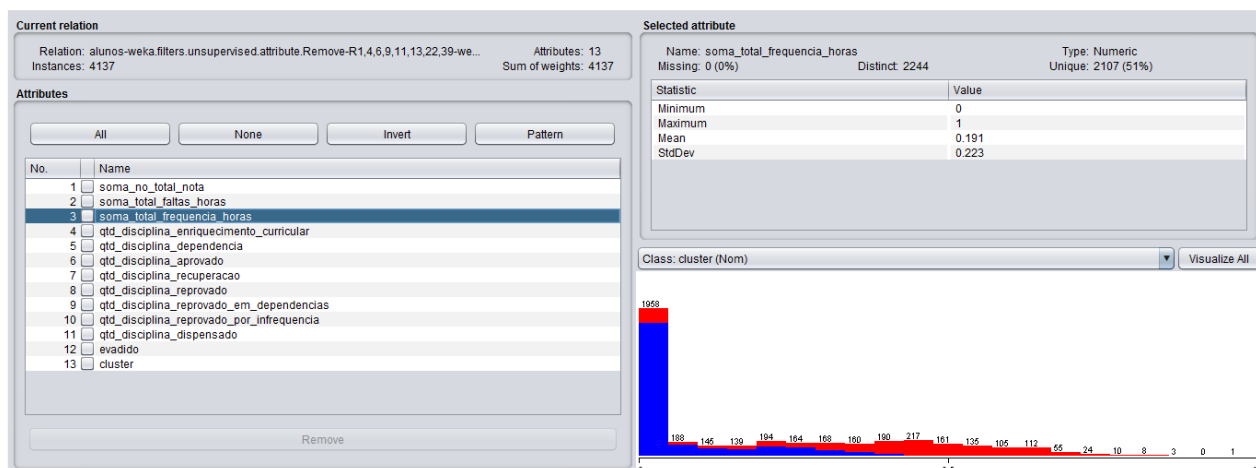 Current relation
Relation: alunos-weka.filters.unsupervised.attribute.Remove-R1,4,6,9,11,13,22,39-we...
Attributes: 13
Instances: 4137
Sum of weights: 4137
Attributes
All
None
Invert
Pattern
No.
Name
1 soma_no_total_nota
2 soma_total_faltas_horas
3 soma_total_frequencia_horas
4 qtd_disciplina_enriquecimento_curricular
5 qtd_disciplina_dependencia
6 qtd_disciplina_aprovado
7 qtd_disciplina_recuperacao
8 qtd_disciplina_reprovado
9 qtd_disciplina_reprovado_em_dependencias
10 qtd_disciplina_reprovado_por_infrequencia
11 qtd_disciplina_dispensado
12 evadido
13 cluster
Remove
Selected attribute
Name: soma_total_frequencia_horas
Type: Numeric
Missing: 0 (0%)
Distinct: 2244
Unique: 2107 (51%)
Statistic
Value
Minimum 0
Maximum 1
Mean 0.191
StdDev 0.223
Class: cluster (Nom)
Visualize All
1958
188 145 139 194 164 168 160 190 217 161 135 105 112 55 24 10 8 3 0 1